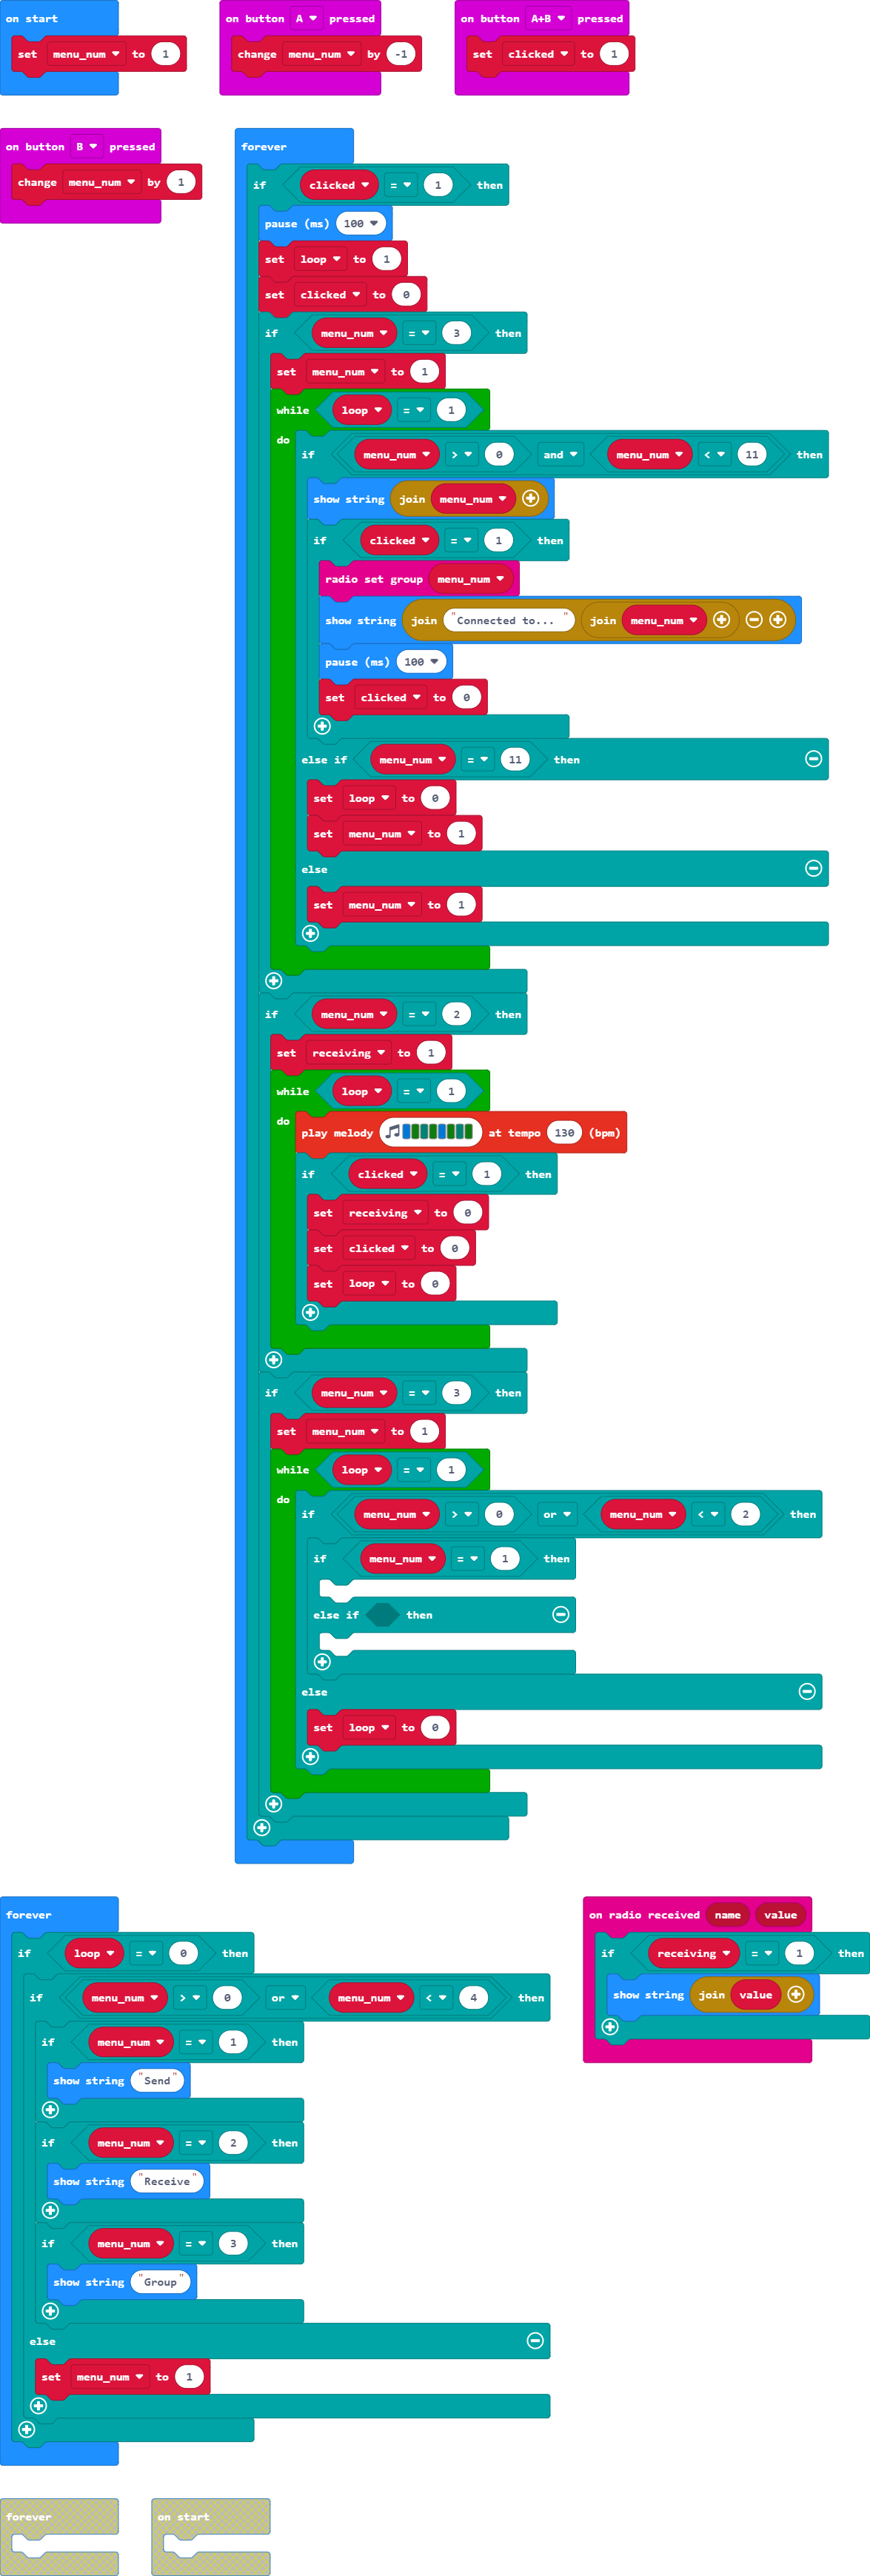 on start
set menu_num to 1
on button A pressed
change menu_num by -1
on button A+B pressed
set clicked to 1
on button B pressed
change menu_num by 1
forever
if clicked = 1 then
pause (ms) 100
set loop to 1
set clicked to 0
if menu_num = 3 then
set menu_num to 1
while loop = 1
do
if menu_num > 0 and menu_num < 11 then
show string join menu_num
if clicked = 1 then
radio set group menu_num
show string join "Connected to... " join menu_num
pause (ms) 100
set clicked to 0
else if menu_num = 11 then
set loop to 0
set menu_num to 1
else
set menu_num to 1
if menu_num = 2 then
set receiving to 1
while loop = 1
do
play melody at tempo 130 (bpm)
if clicked = 1 then
set receiving to 0
set clicked to 0
set loop to 0
if menu_num = 3 then
set menu_num to 1
while loop = 1
do
if menu_num > 0 or menu_num < 2 then
if menu_num = 1 then
else if then
else
set loop to 0
forever
if loop = 0 then
if menu_num > 0 or menu_num < 4 then
if menu_num = 1 then
show string "Send"
if menu_num = 2 then
show string "Receive"
if menu_num = 3 then
show string "Group"
else
set menu_num to 1
on radio received name value
if receiving = 1 then
show string join value
forever
on start